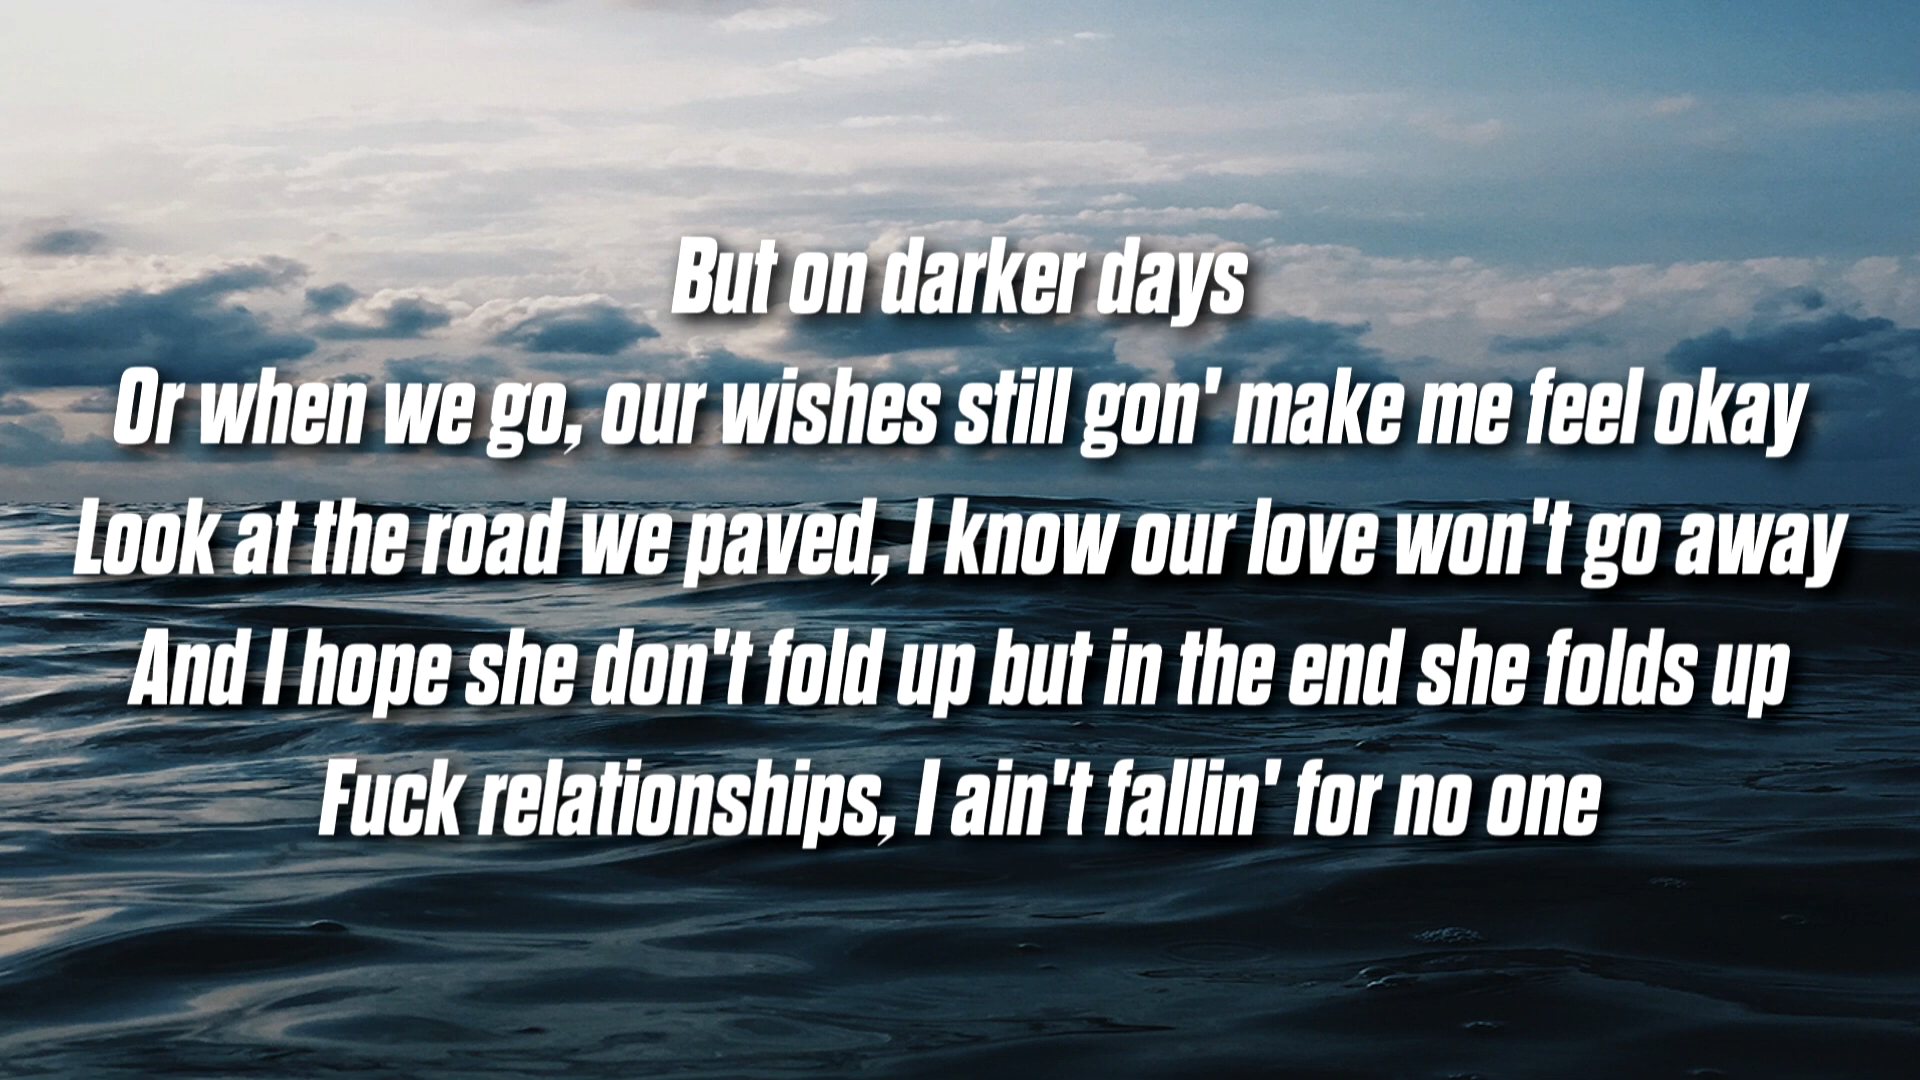 But on darker days
Or when we go, our wishes still gon' make me feel okay
Look at the road we paved, I know our love won't go away
And I hope she don't fold up but in the end she folds up
Fuck relationships, I ain't fallin' for no one